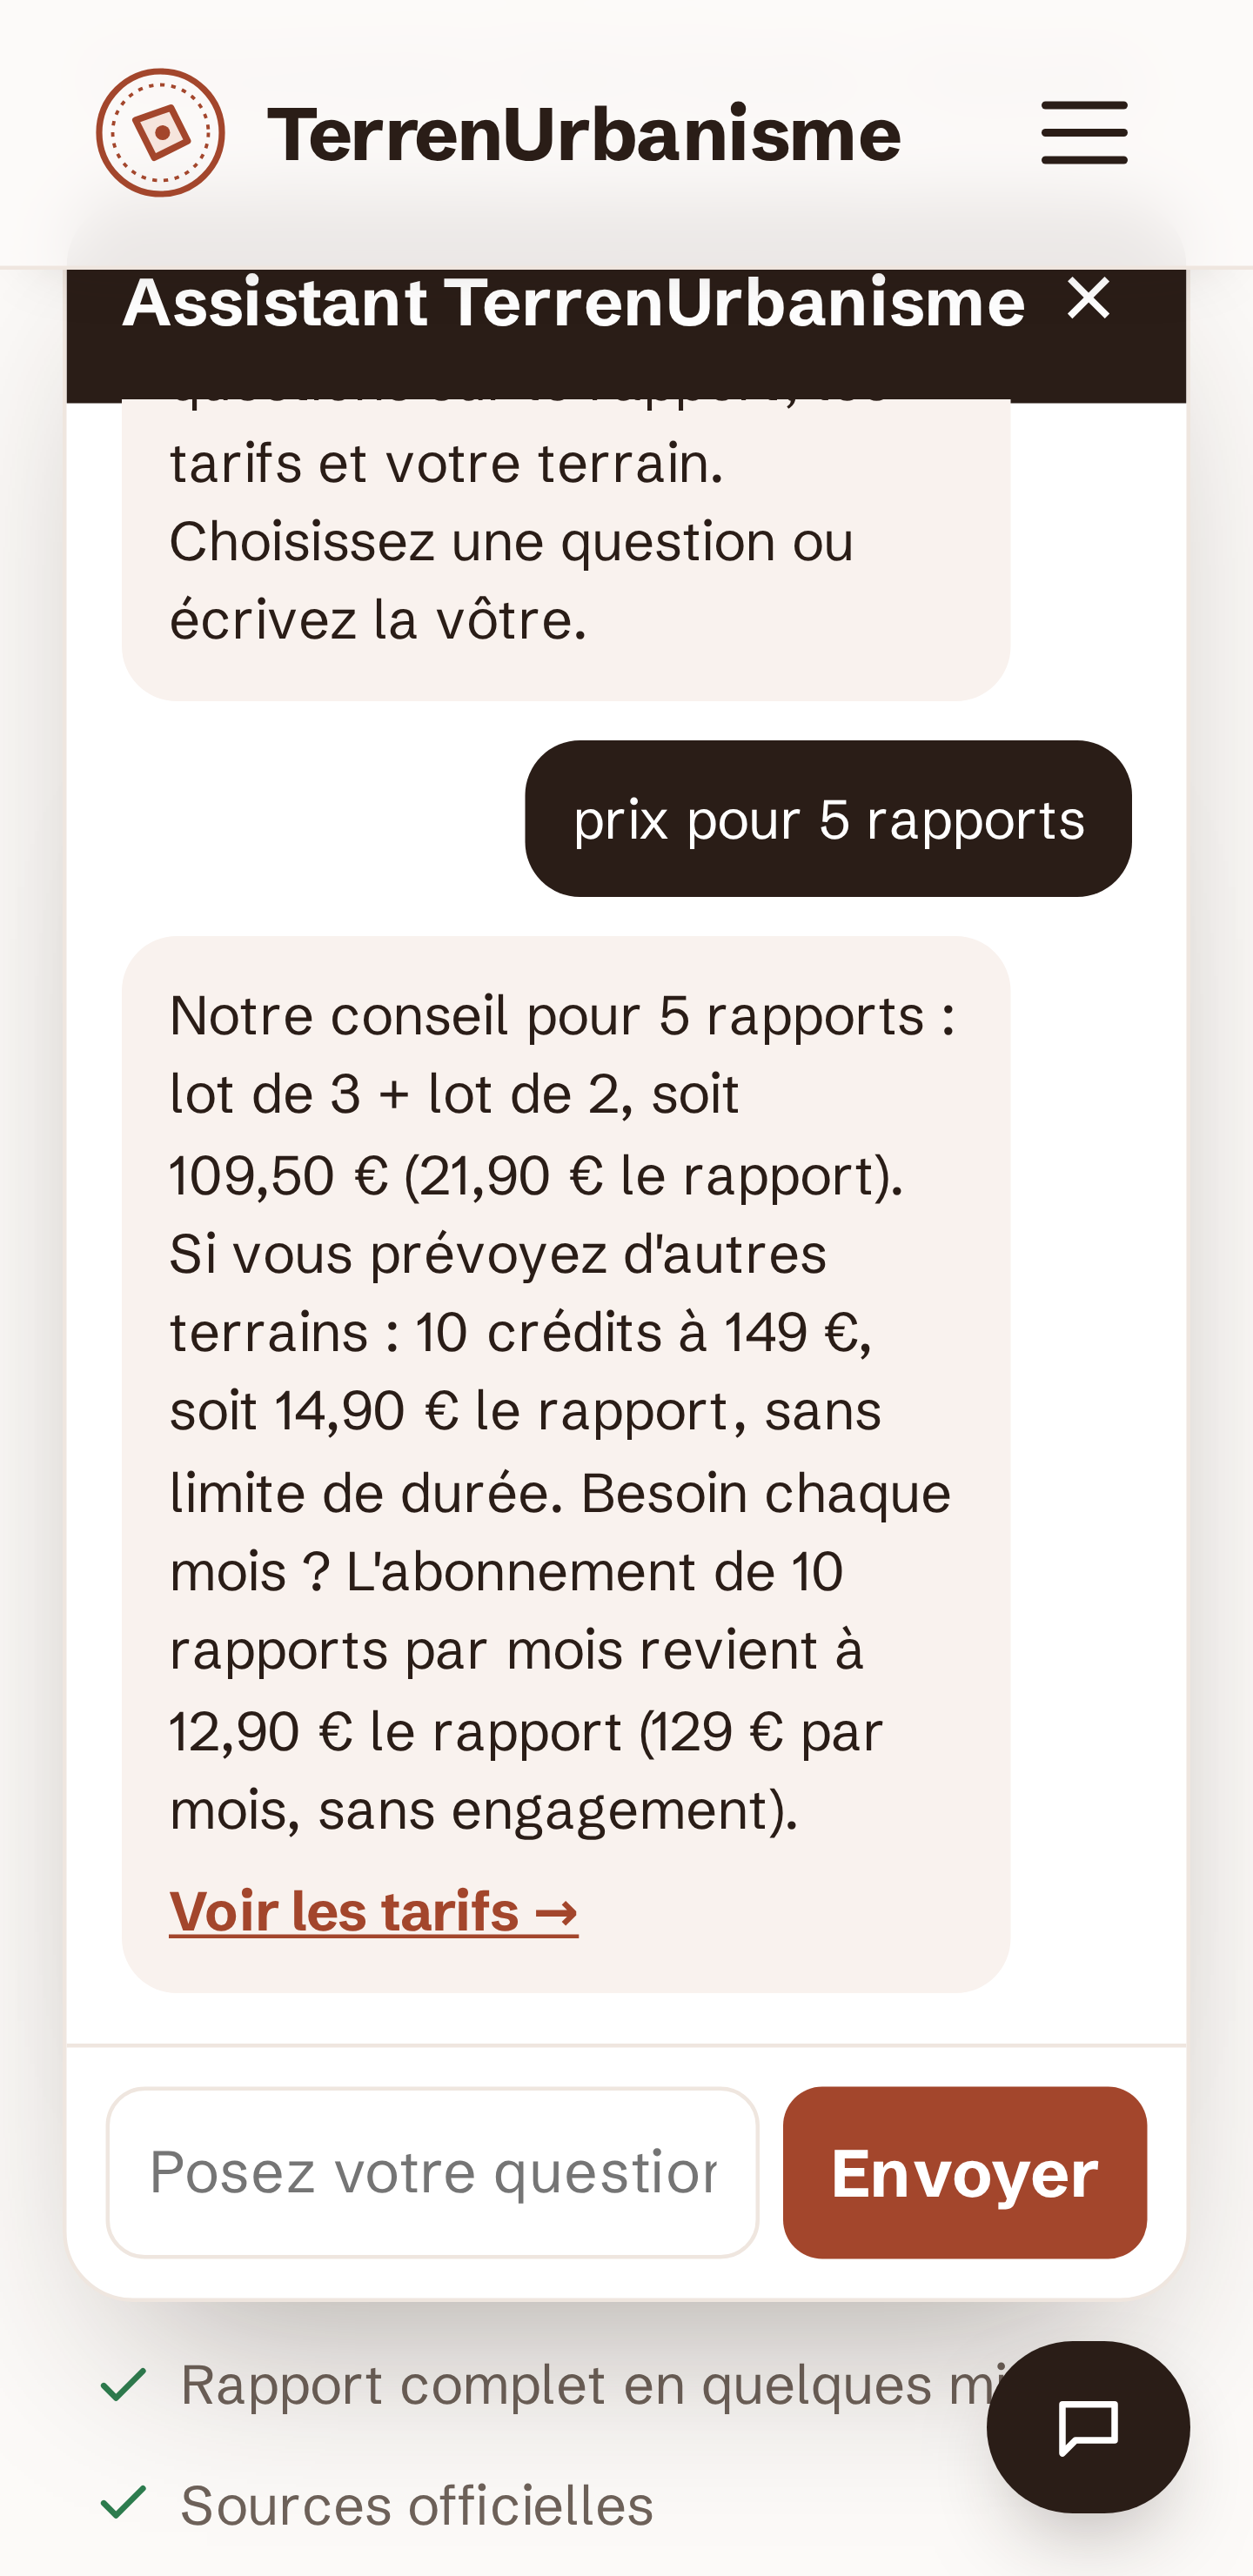 TerrenUrbanisme
Assistant TerrenUrbanisme ×
tarifs et votre terrain.
Choisissez une question ou
écrivez la vôtre.
prix pour 5 rapports
Notre conseil pour 5 rapports :
lot de 3 + lot de 2, soit
109,50 € (21,90 € le rapport).
Si vous prévoyez d'autres
terrains : 10 crédits à 149 €,
soit 14,90 € le rapport, sans
limite de durée. Besoin chaque
mois ? L'abonnement de 10
rapports par mois revient à
12,90 € le rapport (129 € par
mois, sans engagement).
Voir les tarifs →
Posez votre question
Envoyer
Rapport complet en quelques
Sources officielles